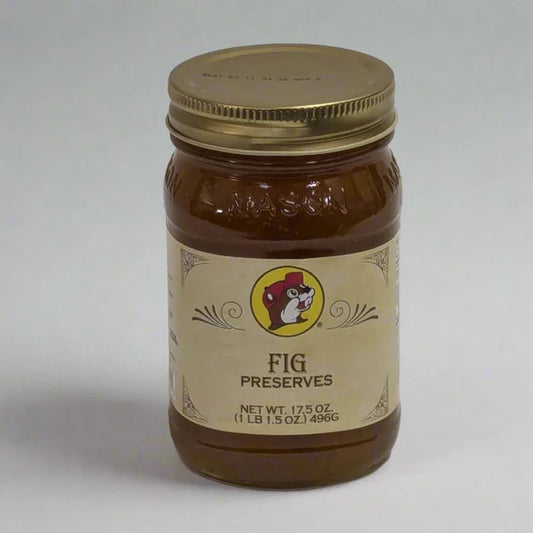 MASON
®
FIG
PRESERVES
NET WT. 17.5 OZ.
(1 LB 1.5 OZ.) 496G